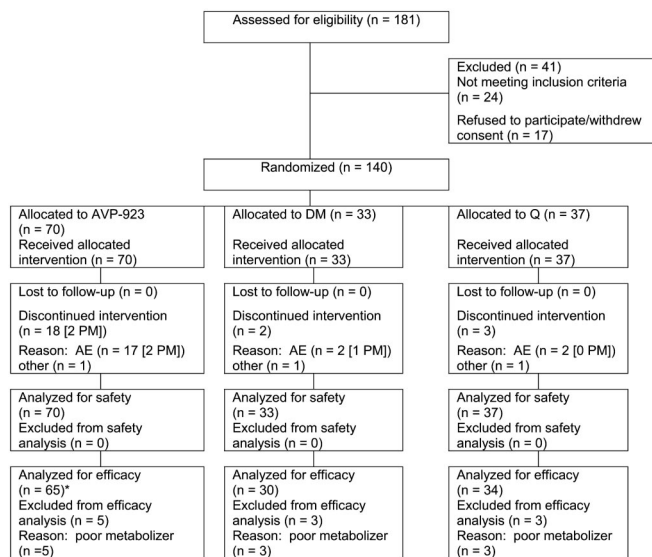 Assessed for eligibility (n = 181)
Excluded (n = 41)
Not meeting inclusion criteria
(n = 24)
Refused to participate/withdrew
consent (n = 17)
Randomized (n = 140)
Allocated to AVP-923
(n = 70)
Received allocated
intervention (n = 70)
Allocated to DM (n = 33)
Received allocated
intervention (n = 33)
Allocated to Q (n = 37)
Received allocated
intervention (n = 37)
Lost to follow-up (n = 0)
Discontinued intervention
(n = 18 [2 PM])
Reason:  AE (n = 17 [2 PM])
other (n = 1)
Lost to follow-up (n = 0)
Discontinued intervention
(n = 2)
Reason:  AE (n = 2 [1 PM])
other (n = 1)
Lost to follow-up (n = 0)
Discontinued intervention
(n = 3)
Reason:  AE (n = 2 [0 PM])
other (n = 1)
Analyzed for safety
(n = 70)
Excluded from safety
analysis (n = 0)
Analyzed for safety
(n = 33)
Excluded from safety
analysis (n = 0)
Analyzed for safety
(n = 37)
Excluded from safety
analysis (n = 0)
Analyzed for efficacy
(n = 65)*
Excluded from efficacy
analysis (n = 5)
Reason:  poor metabolizer
(n = 5)
Analyzed for efficacy
(n = 30)
Excluded from efficacy
analysis (n = 3)
Reason:  poor metabolizer
(n = 3)
Analyzed for efficacy
(n = 34)
Excluded from efficacy
analysis (n = 3)
Reason:  poor metabolizer
(n = 3)